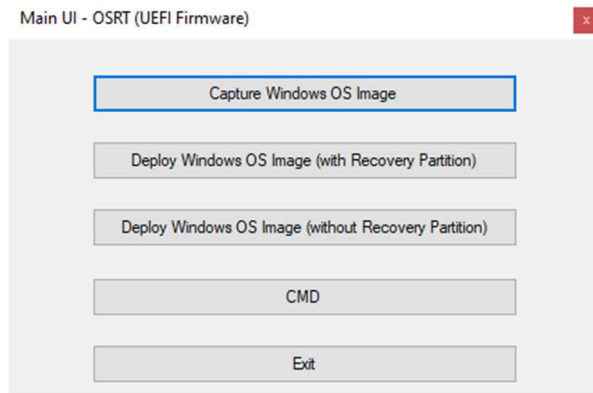 Main UI - OSRT (UEFI Firmware)
x
Capture Windows OS Image
Deploy Windows OS Image (with Recovery Partition)
Deploy Windows OS Image (without Recovery Partition)
CMD
Exit